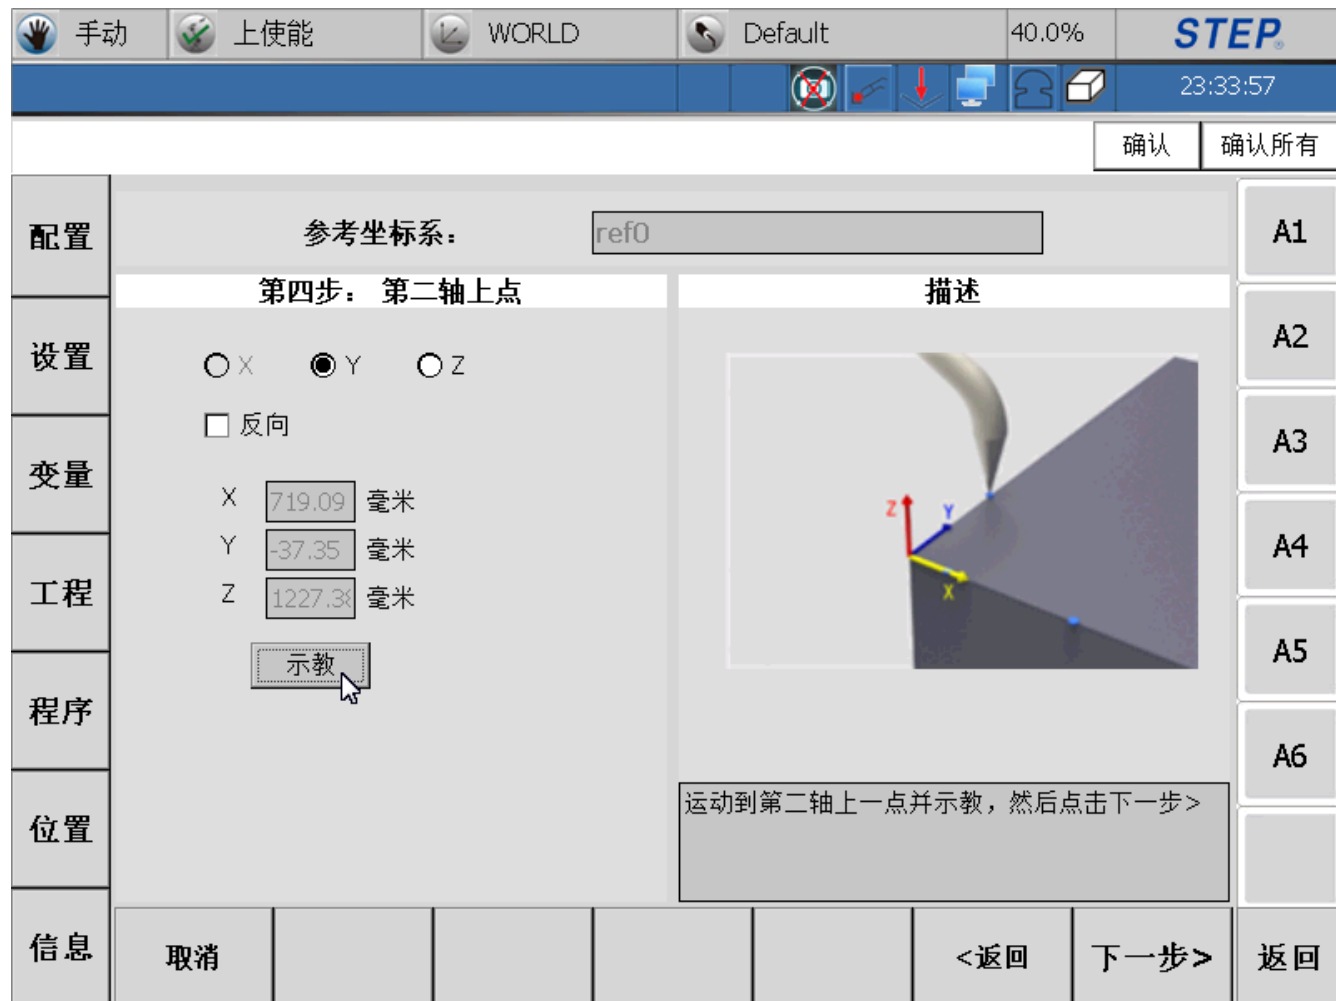 手动 上使能 WORLD Default 40.0% STEP®
23:33:57
确认 确认所有
配置
设置
变量
工程
程序
位置
信息
参考坐标系： ref0
第四步： 第二轴上点
X Y Z
反向
X 719.09 毫米
Y -37.35 毫米
Z 1227.38 毫米
示教
描述
Z
Y
X
运动到第二轴上一点并示教，然后点击下一步>
A1
A2
A3
A4
A5
A6
取消 <返回 下一步> 返回